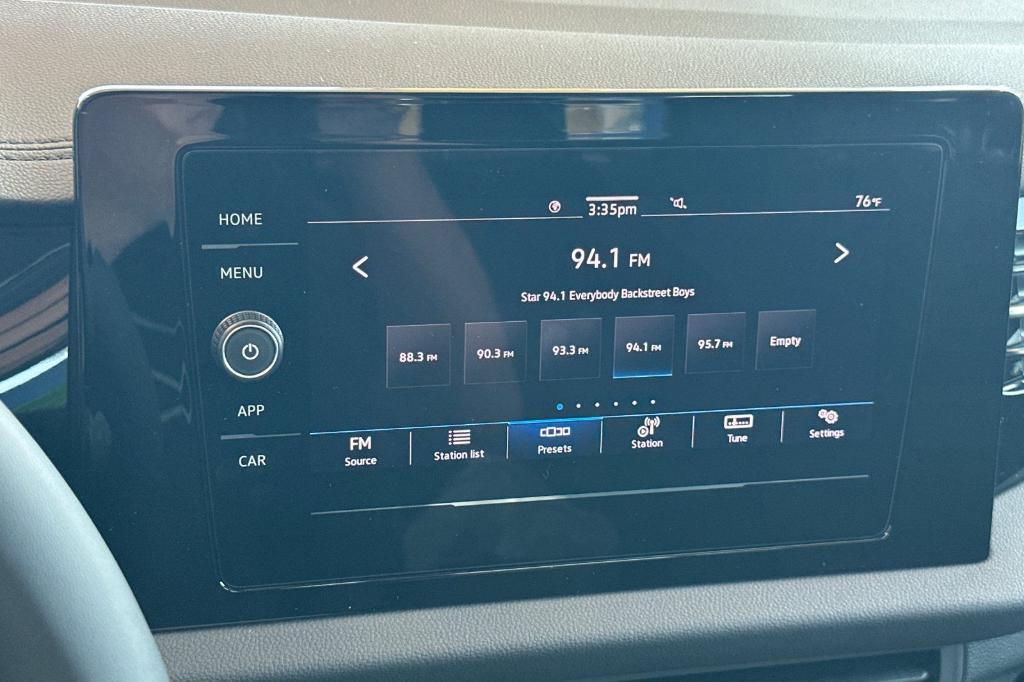 HOME
MENU
APP
CAR
3:35pm
76°F
94.1 FM
Star 94.1 Everybody Backstreet Boys
88.3 FM
90.3 FM
93.3 FM
94.1 FM
95.7 FM
Empty
FM
Source
Station list
Presets
Station
Tune
Settings